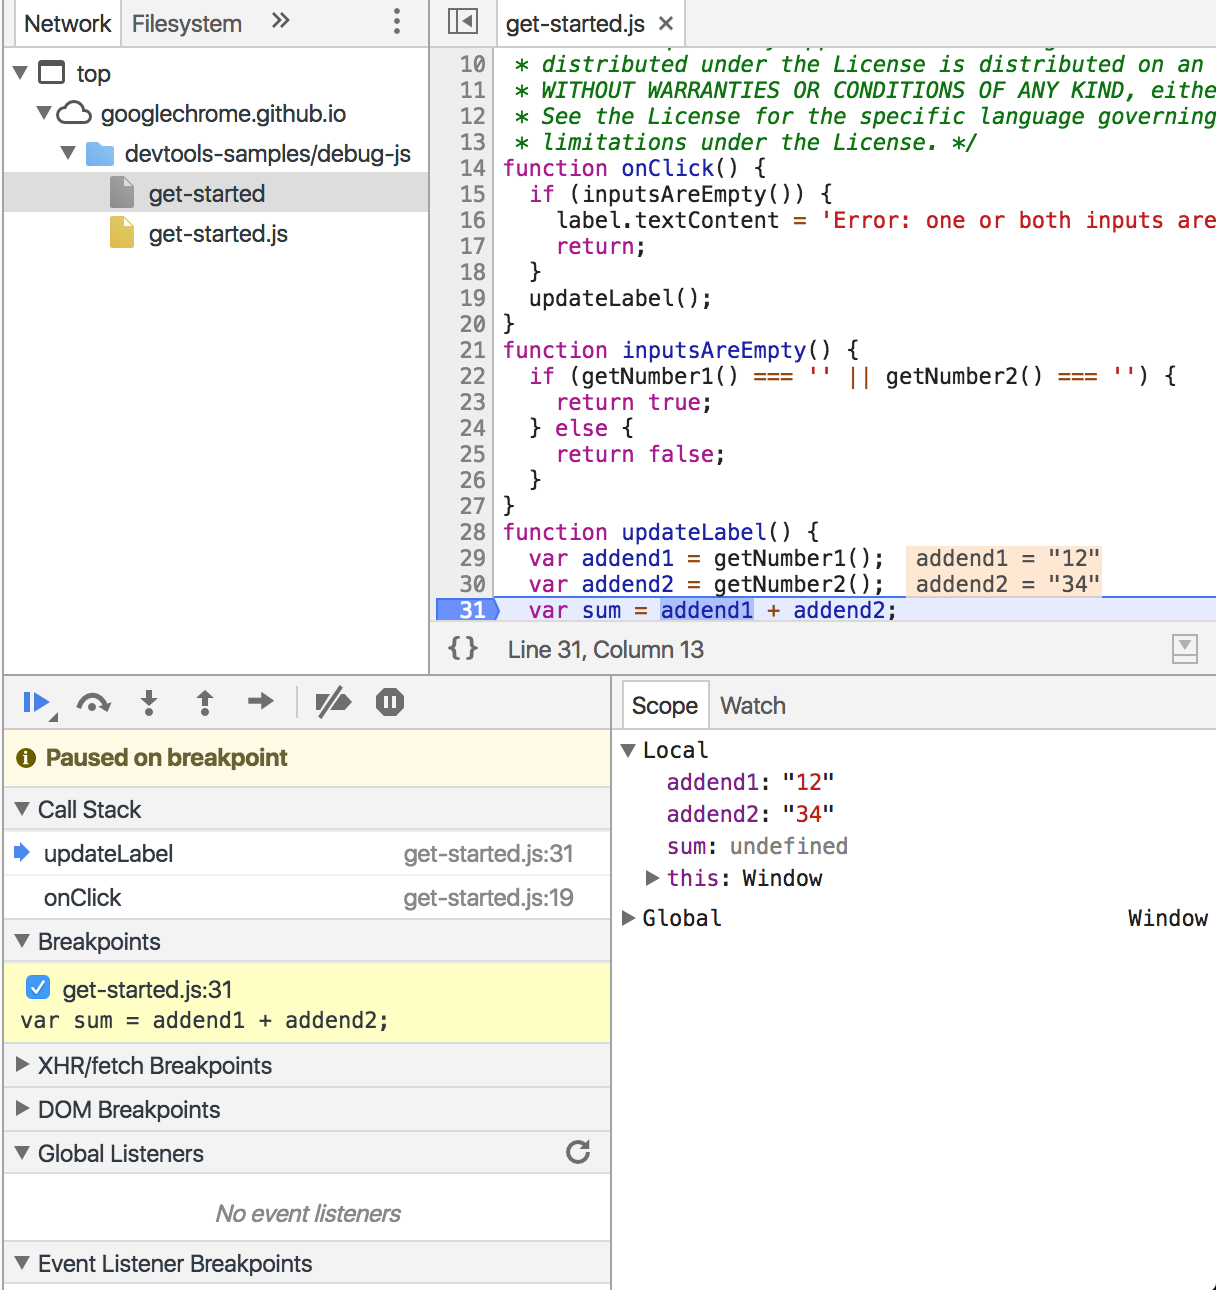 Network Filesystem »
top
googlechrome.github.io
devtools-samples/debug-js
get-started
get-started.js
get-started.js ×
10 * distributed under the License is distributed on an
11 * WITHOUT WARRANTIES OR CONDITIONS OF ANY KIND, eithe
12 * See the License for the specific language governing
13 * limitations under the License. */
14 function onClick() {
15 if (inputsAreEmpty()) {
16 label.textContent = 'Error: one or both inputs are
17 return;
18 }
19 updateLabel();
20 }
21 function inputsAreEmpty() {
22 if (getNumber1() === '' || getNumber2() === '') {
23 return true;
24 } else {
25 return false;
26 }
27 }
28 function updateLabel() {
29 var addend1 = getNumber1(); addend1 = "12"
30 var addend2 = getNumber2(); addend2 = "34"
31 var sum = addend1 + addend2;
{} Line 31, Column 13
Paused on breakpoint
Call Stack
updateLabel get-started.js:31
onClick get-started.js:19
Breakpoints
get-started.js:31
var sum = addend1 + addend2;
XHR/fetch Breakpoints
DOM Breakpoints
Global Listeners
No event listeners
Event Listener Breakpoints
Scope Watch
Local
addend1: "12"
addend2: "34"
sum: undefined
this: Window
Global Window